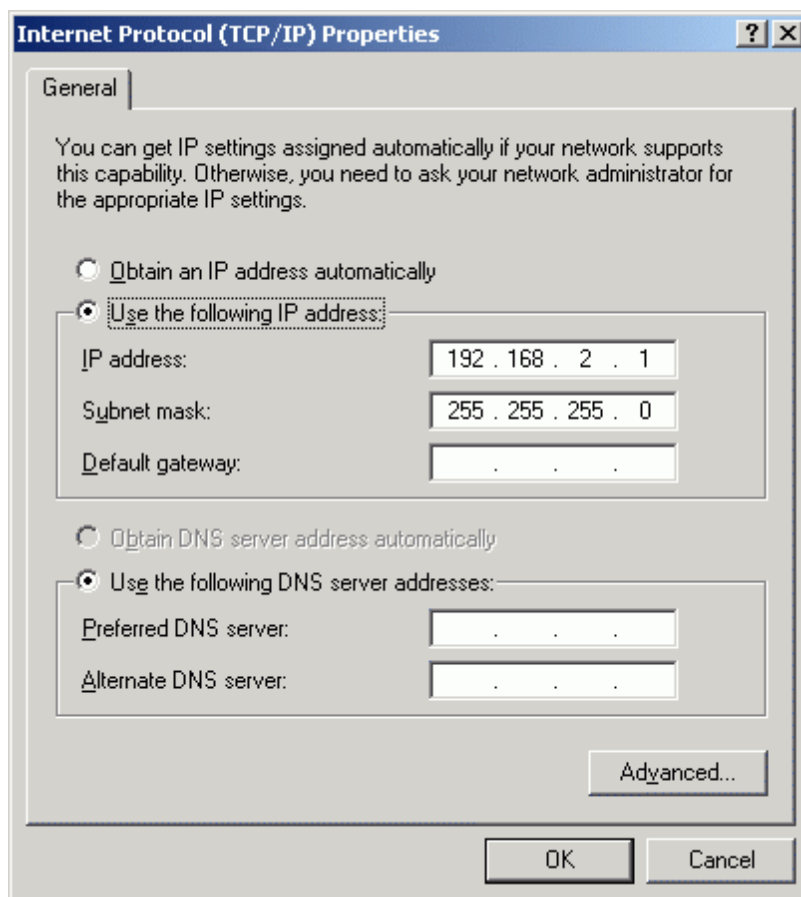 Internet Protocol (TCP/IP) Properties
General
You can get IP settings assigned automatically if your network supports
this capability. Otherwise, you need to ask your network administrator for
the appropriate IP settings.
Obtain an IP address automatically
Use the following IP address:
IP address: 192 . 168 . 2 . 1
Subnet mask: 255 . 255 . 255 . 0
Default gateway: . . .
Obtain DNS server address automatically
Use the following DNS server addresses:
Preferred DNS server: . . .
Alternate DNS server: . . .
Advanced...
OK Cancel